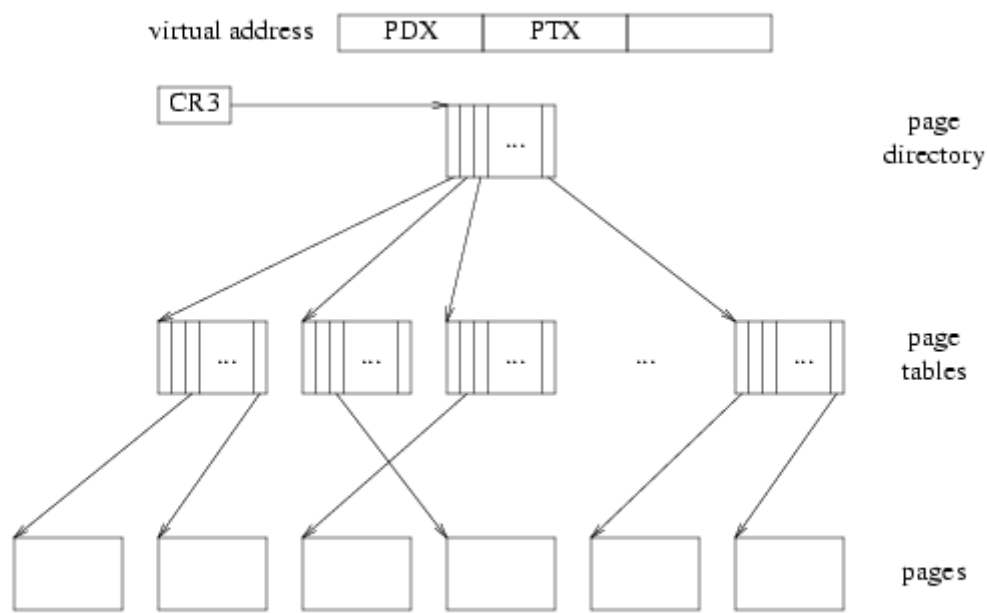 virtual address PDX PTX
CR3
page
directory
...
page
tables
... ... ... ... ...
pages